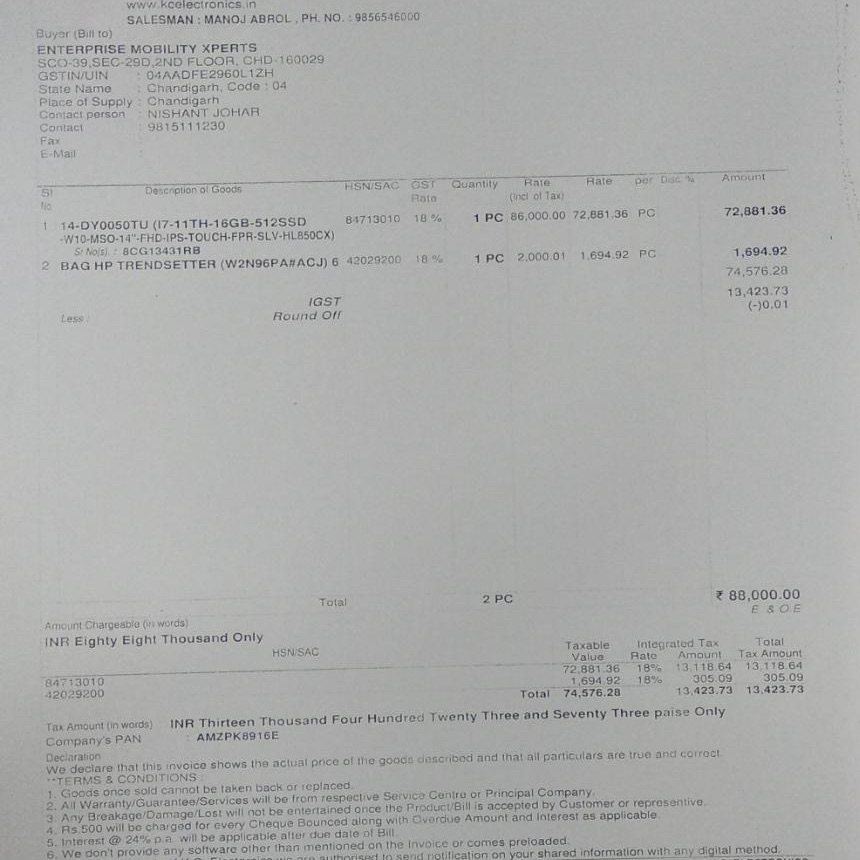 www.kcelectronics.in
SALESMAN : MANOJ ABROL , PH. NO. : 9856546000
Buyer (Bill to)
ENTERPRISE MOBILITY XPERTS
SCO-39,SEC-29D,2ND FLOOR, CHD-160029
GSTIN/UIN : 04AADFE2960L1ZH
State Name : Chandigarh, Code : 04
Place of Supply : Chandigarh
Contact person : NISHANT JOHAR
Contact : 9815111230
Fax :
E-Mail :
Sl No Description of Goods HSN/SAC GST Rate Quantity Rate (Incl of Tax) Rate per Disc. % Amount
1 14-DY0050TU (I7-11TH-16GB-512SSD 84713010 18 % 1 PC 86,000.00 72,881.36 PC 72,881.36
-W10-MSO-14"-FHD-IPS-TOUCH-FPR-SLV-HL850CX)
Sr No(s). : 8CG13431RB
2 BAG HP TRENDSETTER (W2N96PA#ACJ) 6 42029200 18 % 1 PC 2,000.01 1,694.92 PC 1,694.92
74,576.28
IGST 13,423.73
Less : Round Off (-)0.01
Total 2 PC ₹ 88,000.00
E. & O.E
Amount Chargeable (in words)
INR Eighty Eight Thousand Only
HSN/SAC Taxable Value Integrated Tax Rate Amount Total Tax Amount
84713010 72,881.36 18% 13,118.64 13,118.64
42029200 1,694.92 18% 305.09 305.09
Total 74,576.28 13,423.73 13,423.73
Tax Amount (in words) INR Thirteen Thousand Four Hundred Twenty Three and Seventy Three paise Only
Company's PAN : AMZPK8916E
Declaration
We declare that this invoice shows the actual price of the goods described and that all particulars are true and correct.
**TERMS & CONDITIONS :
1. Goods once sold cannot be taken back or replaced.
2. All Warranty/Guarantee/Services will be from respective Service Centre or Principal Company.
3. Any Breakage/Damage/Lost will not be entertained once the Product/Bill is accepted by Customer or representive.
4. Rs.500 will be charged for every Cheque Bounced along with Overdue Amount and Interest as applicable.
5. Interest @ 24% p.a. will be applicable after due date of Bill.
6. We don't provide any software other than mentioned on the Invoice or comes preloaded.
authorised to send notification on your shared information with any digital method.